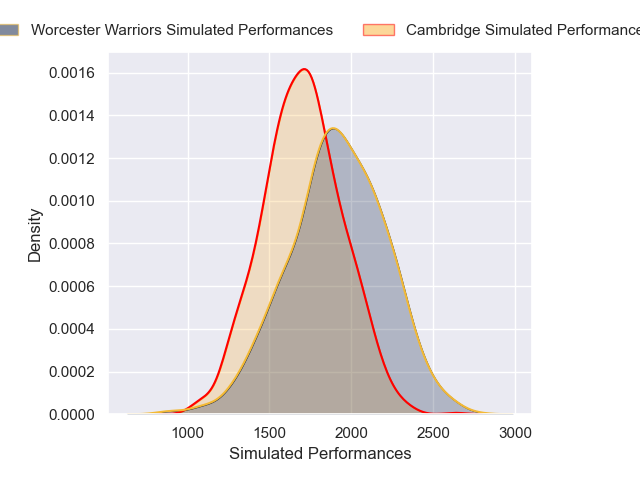 Worcester Warriors Simulated Performances Cambridge Simulated Performance
0.0016
0.0014
0.0012
0.0010
0.0008
0.0006
0.0004
0.0002
0.0000
Density
1000 1500 2000 2500 3000
Simulated Performances